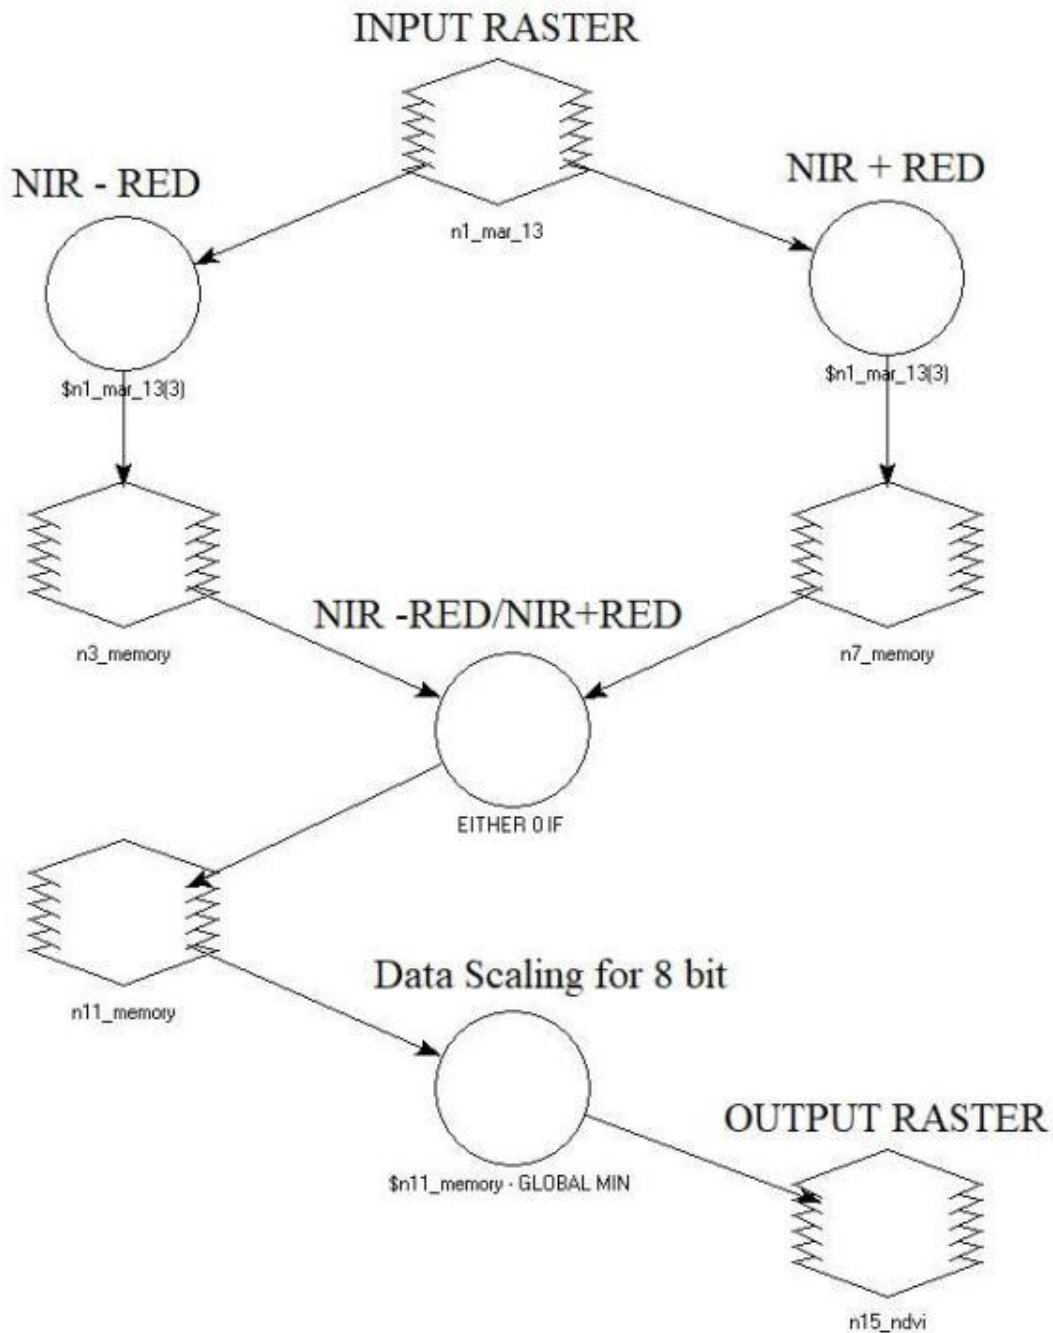 INPUT RASTER
n1_mar_13
NIR - RED
$n1_mar_13(3)
NIR + RED
$n1_mar_13(3)
n3_memory
n7_memory
NIR -RED/NIR+RED
EITHER 0 IF
n11_memory
Data Scaling for 8 bit
$n11_memory - GLOBAL MIN
OUTPUT RASTER
n15_ndvi